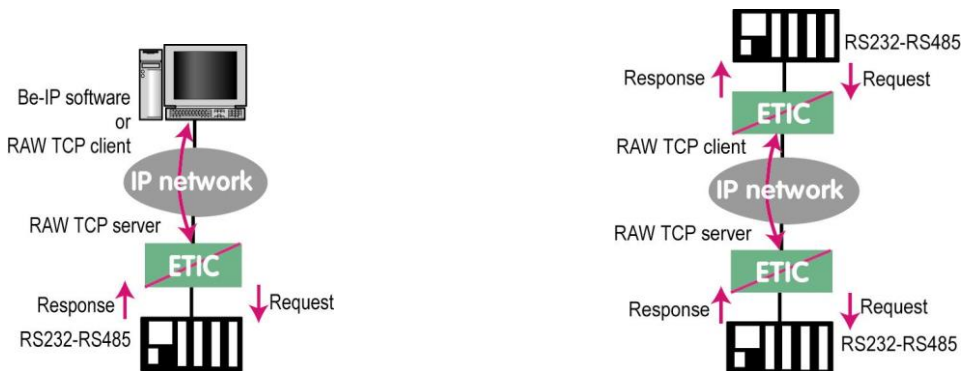 Be-IP software
or
RAW TCP client
IP network
RAW TCP server
ETIC
Response
Request
RS232-RS485
RS232-RS485
Response
Request
ETIC
RAW TCP client
IP network
RAW TCP server
ETIC
Response
Request
RS232-RS485